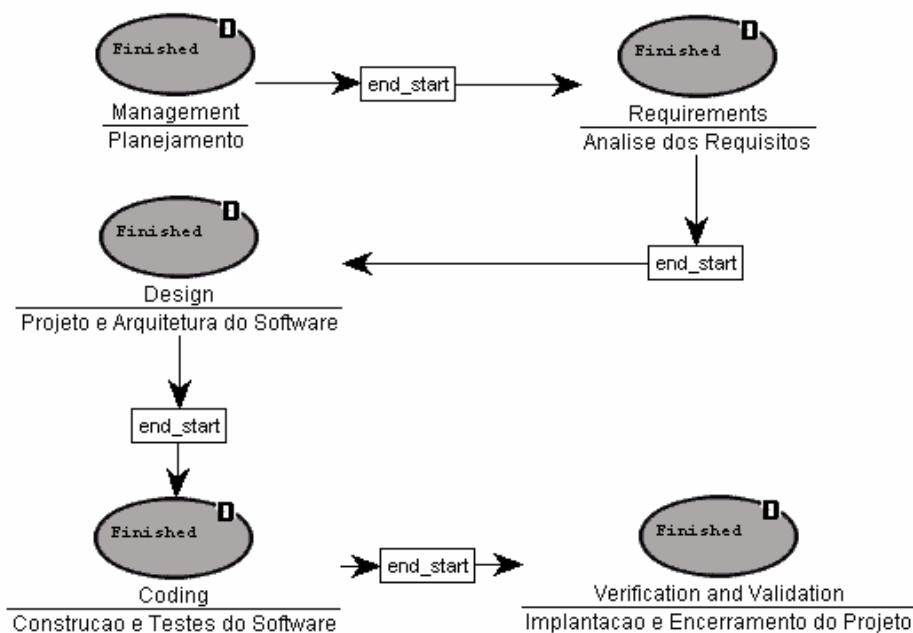 Finished
D
Management
Planejamento
end_start
Finished
D
Requirements
Analise dos Requisitos
end_start
Finished
D
Design
Projeto e Arquitetura do Software
end_start
Finished
D
Coding
Construcao e Testes do Software
end_start
Finished
D
Verification and Validation
Implantacao e Encerramento do Projeto